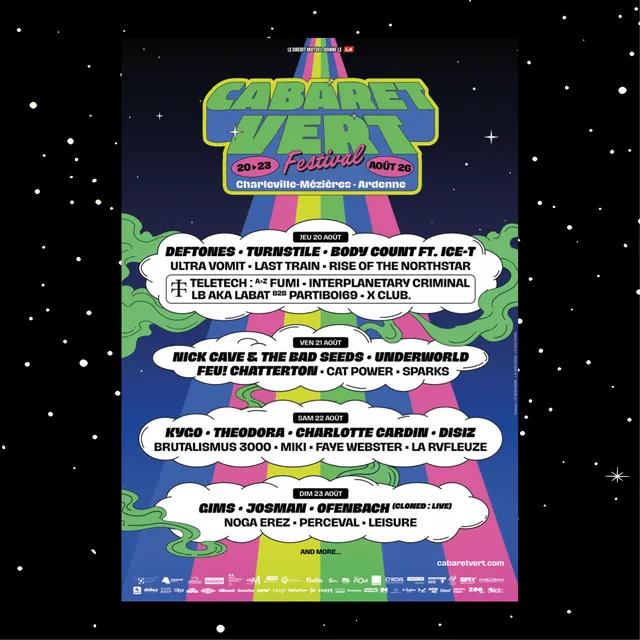 LE CREDIT MUTUEL DONNE LE LA
CABARET
VERT
Festival
20>23
AOÛT 26
Charleville-Mézières - Ardenne
JEU 20 AOÛT
DEFTONES • TURNSTILE • BODY COUNT FT. ICE-T
ULTRA VOMIT • LAST TRAIN • RISE OF THE NORTHSTAR
TELETECH : A>Z FUMI • INTERPLANETARY CRIMINAL
LB AKA LABAT B2B PARTIBOI69 • X CLUB.
VEN 21 AOÛT
NICK CAVE & THE BAD SEEDS • UNDERWORLD
FEU! CHATTERTON • CAT POWER • SPARKS
SAM 22 AOÛT
KYGO • THEODORA • CHARLOTTE CARDIN • DISIZ
BRUTALISMUS 3000 • MIKI • FAYE WEBSTER • LA RVFLEUZE
DIM 23 AOÛT
GIMS • JOSMAN • OFENBACH (CLONED : LIVE)
NOGA EREZ • PERCEVAL • LEISURE
AND MORE...
cabaretvert.com